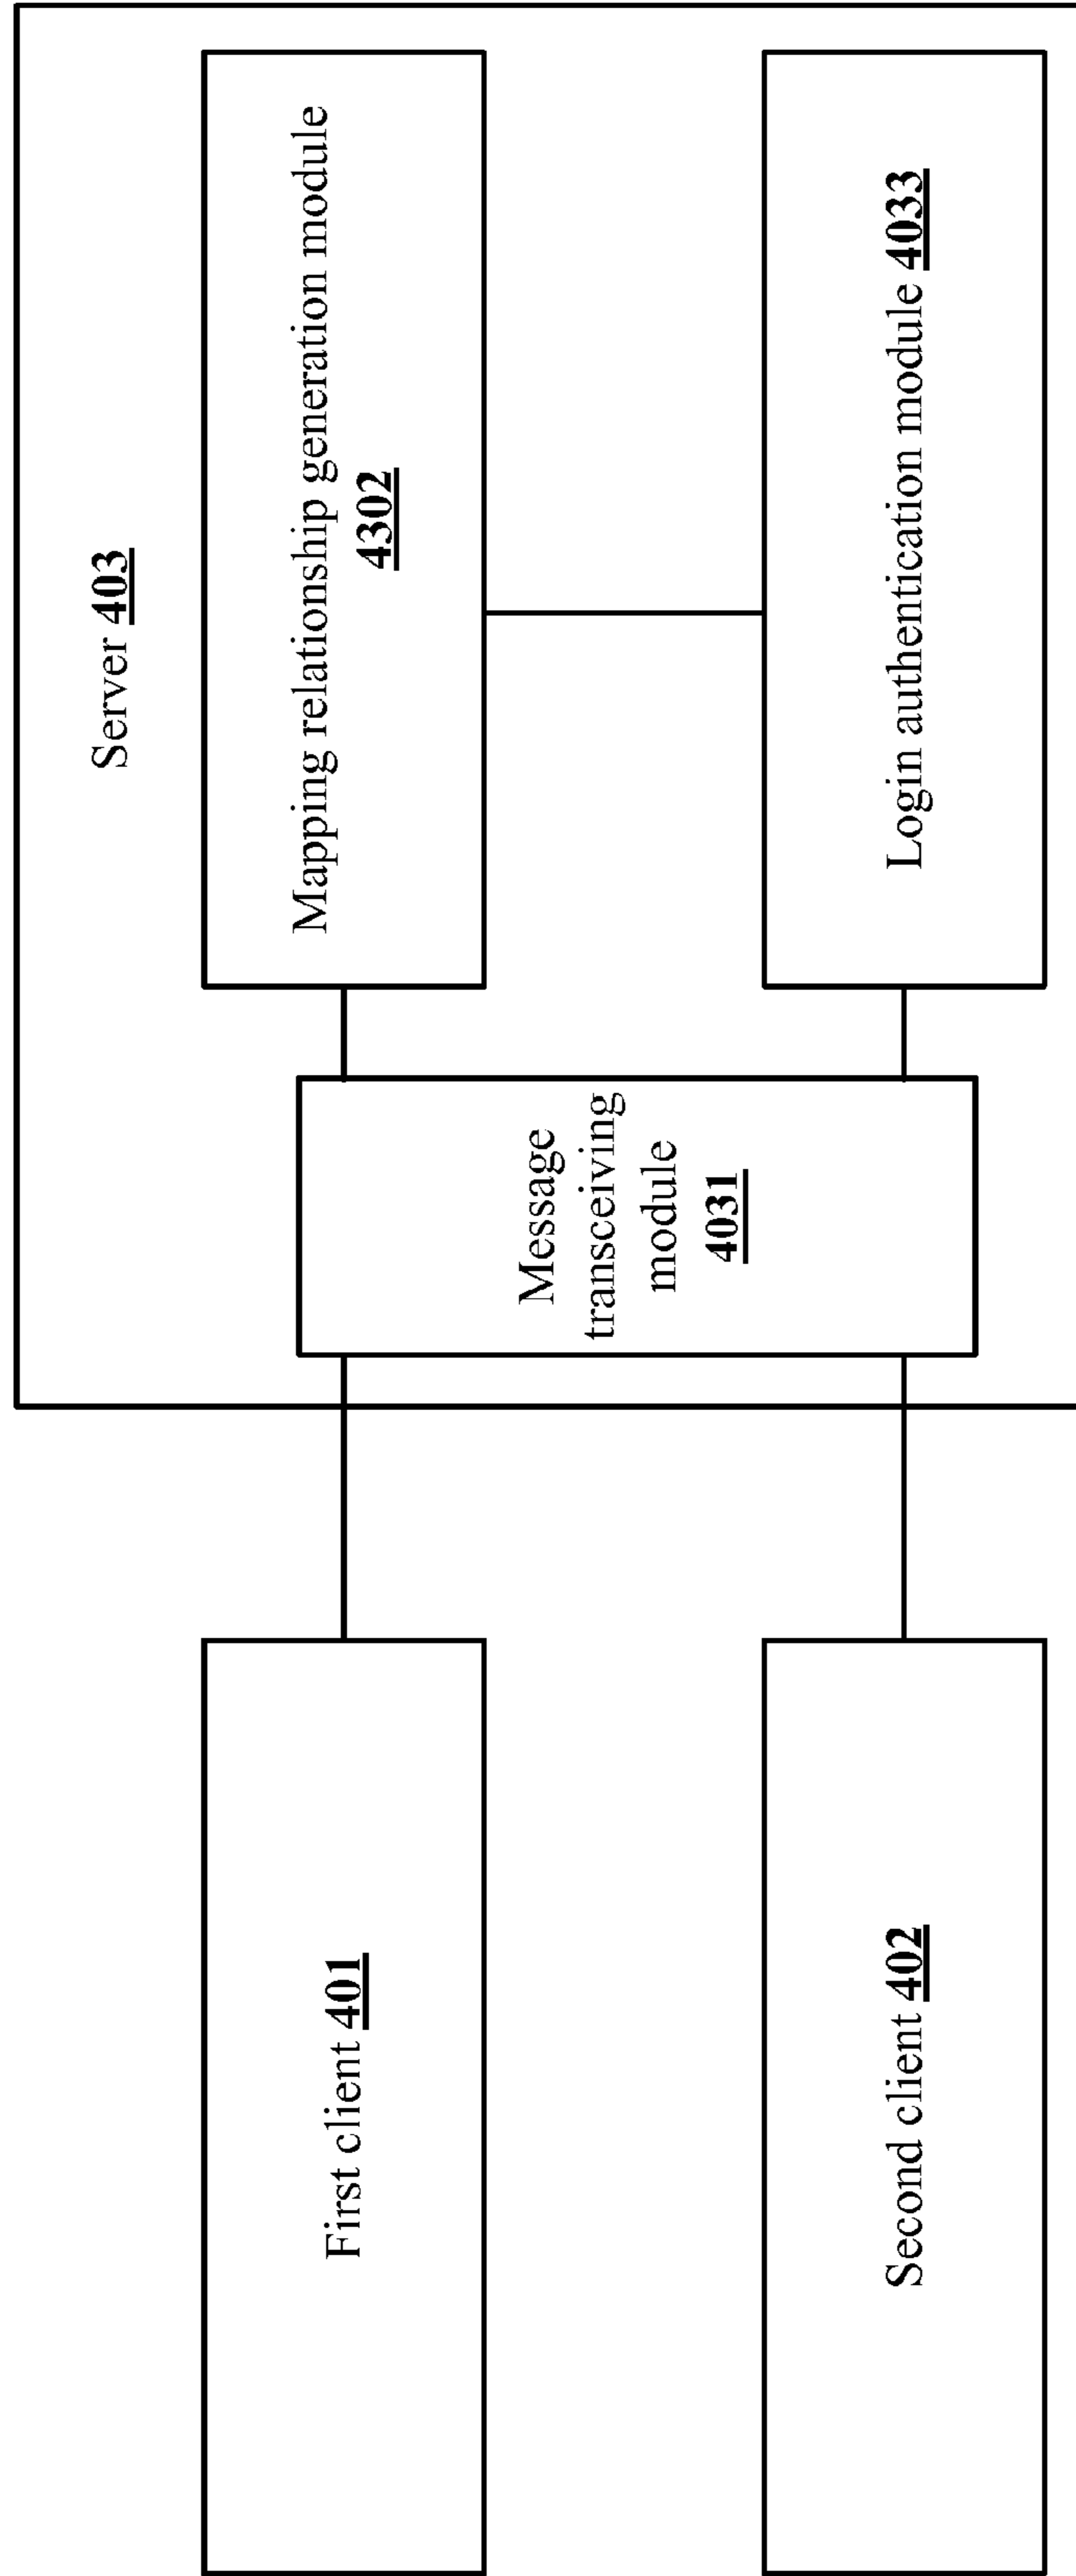 Server 403
First client 401
Mapping relationship generation module
4302
Message
transceiving
module
4031
Second client 402
Login authentication module 4033